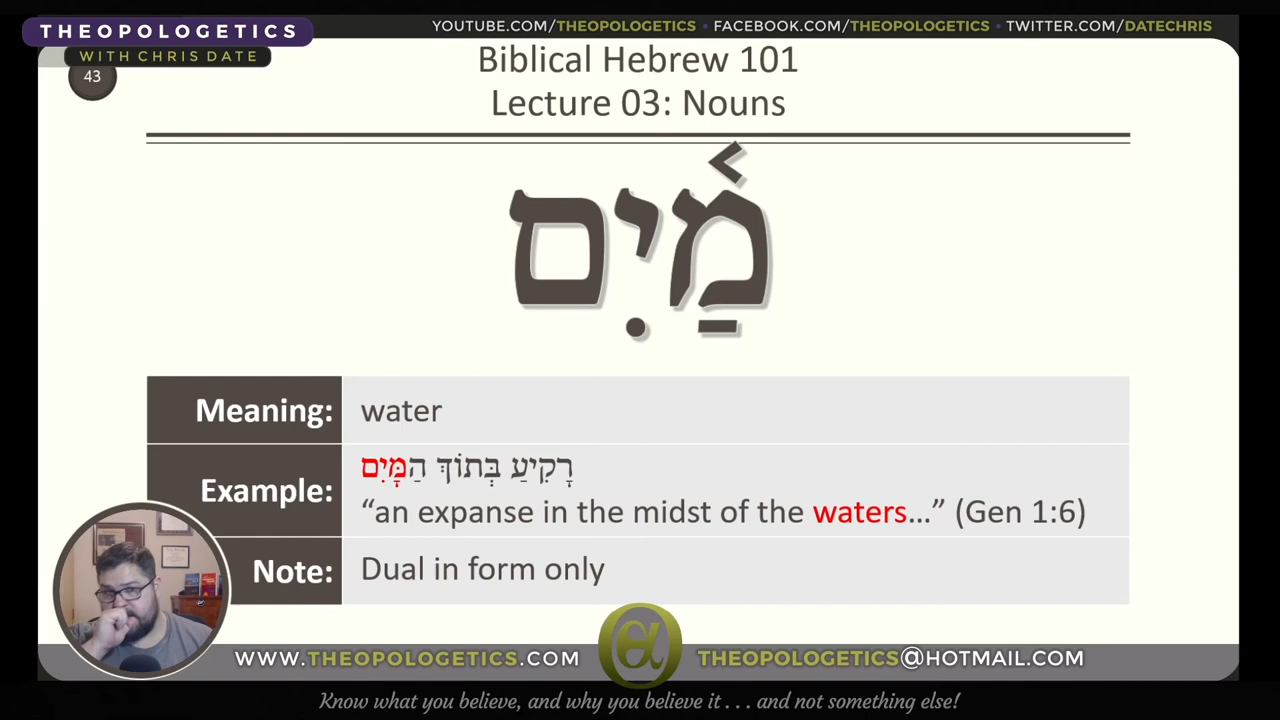 THEOPOLOGETICS
WITH CHRIS DATE
YOUTUBE.COM/THEOPOLOGETICS • FACEBOOK.COM/THEOPOLOGETICS • TWITTER.COM/DATECHRIS
43
Biblical Hebrew 101
Lecture 03: Nouns
מַ֫יִם
Meaning: water
Example: רָקִיעַ בְּתוֹךְ הַמָּיִם
“an expanse in the midst of the waters...” (Gen 1:6)
Note: Dual in form only
WWW.THEOPOLOGETICS.COM THEOPOLOGETICS@HOTMAIL.COM
Know what you believe, and why you believe it . . . and not something else!